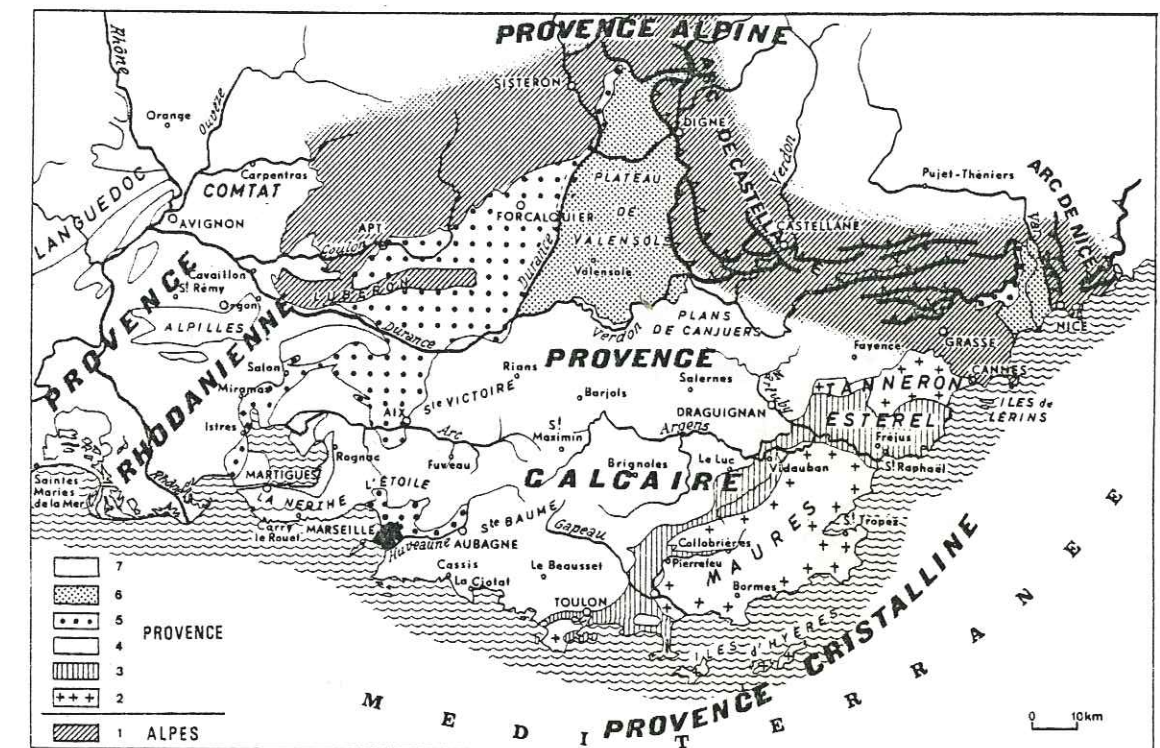 PROVENCE ALPINE
Rhône
Ouvèze
Orange
SISTERON
ARC DE CASTELLANE
DIGNE
Verdon
Pujet-Théniers
ARC DE NICE
LANGUEDOC
Carpentras
COMTAT
AVIGNON
PLATEAU
DE
VALENSOLE
FORCALQUIER
APT
Coulon
CASTELLANE
Var
Cavaillon
St Rémy
Orgon
LUBERON
Durance
Valensole
ALPILLES
Durance
Verdon
PLANS
DE CANJUERS
NICE
GRASSE
PROVENCE
RHODANIENNE
PROVENCE
Fayence
CANNES
Salon
Rians
Salernes
Nartuby
TANNERON
Miramas
Ste VICTOIRE
Barjols
ILES de
LÉRINS
AIX
DRAGUIGNAN
ESTEREL
Istres
Arc
St
Maximin
Argens
Fréjus
Rognac
Fuveau
Brignoles
Le Luc
Vidauban
St Raphaël
MARTIGUES
CALCAIRE
Saintes
Maries
de la Mer
Rhône
L'ÉTOILE
LA NERTHE
Ste BAUME
Gapeau
St Tropez
Carry
le Rouet
MARSEILLE
Huveaune
AUBAGNE
Collobrières
MAURES
Pierrefeu
Cassis
Le Beausset
La Ciotat
Bormes
TOULON
ILES d'HYÈRES
PROVENCE CRISTALLINE
MEDITERRANEE
7
6
5
4
3
2
PROVENCE
1 ALPES
0 10km